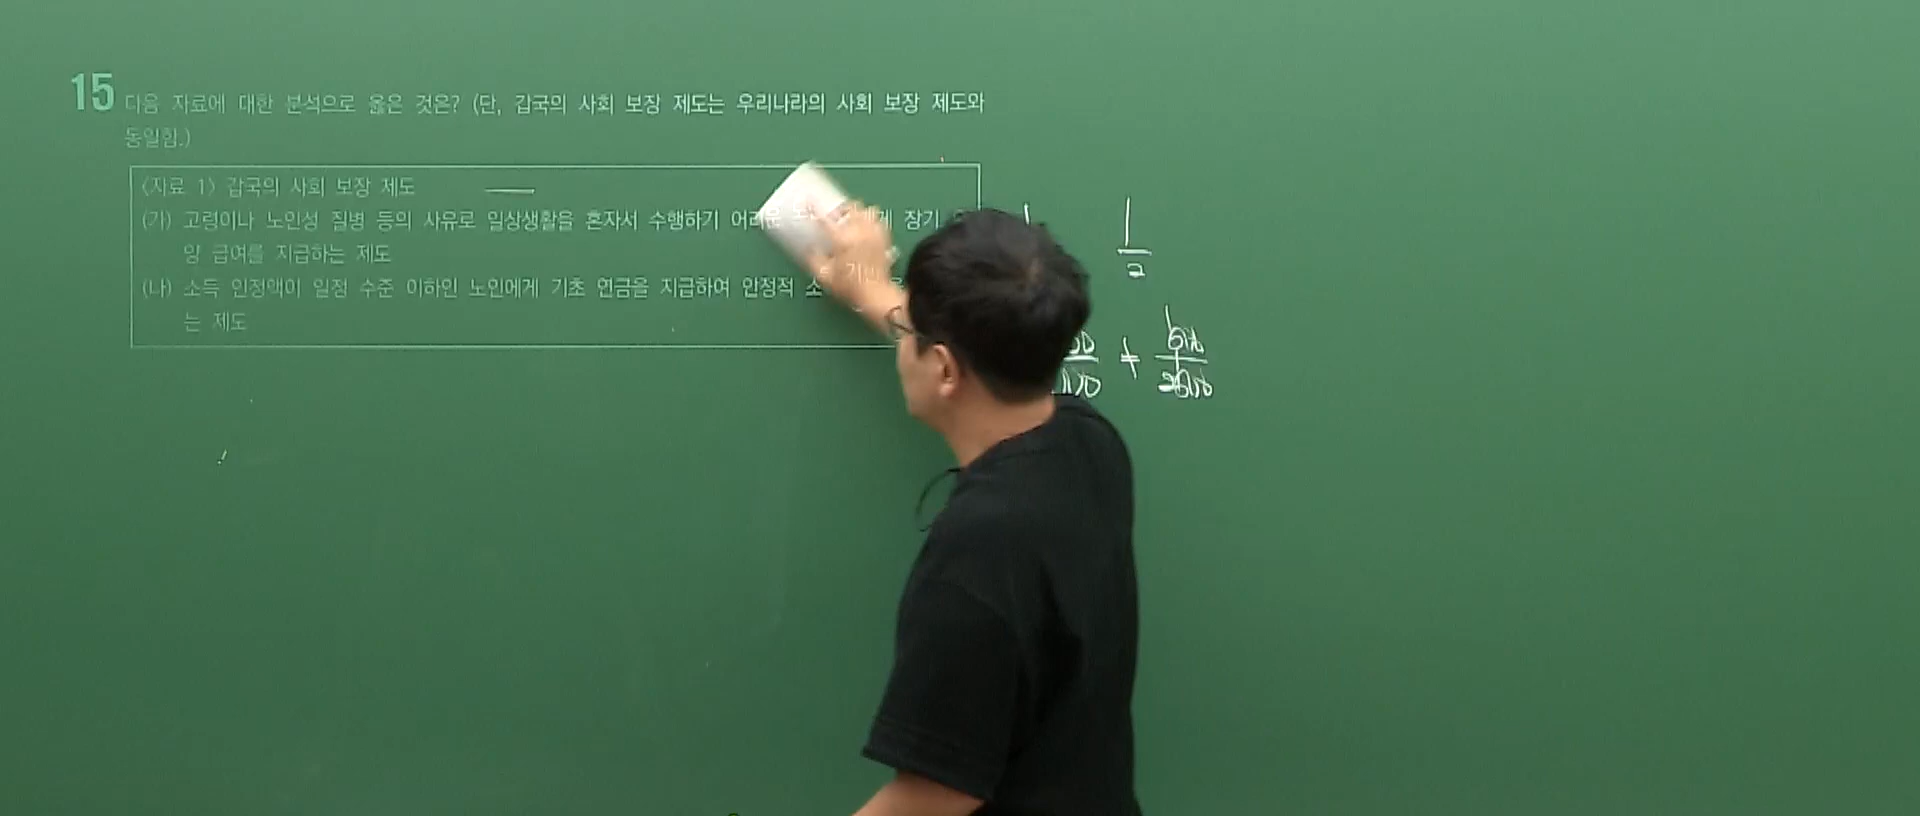 15 다음 자료에 대한 분석으로 옳은 것은? (단, 갑국의 사회 보장 제도는 우리나라의 사회 보장 제도와
동일함.)
〈자료 1〉 갑국의 사회 보장 제도
(가) 고령이나 노인성 질병 등의 사유로 일상생활을 혼자서 수행하기 어려운 장기
양 급여를 지급하는 제도
(나) 소득 인정액이 일정 수준 이하인 노인에게 기초 연금을 지급하여 안정적
는 제도
1
2
+